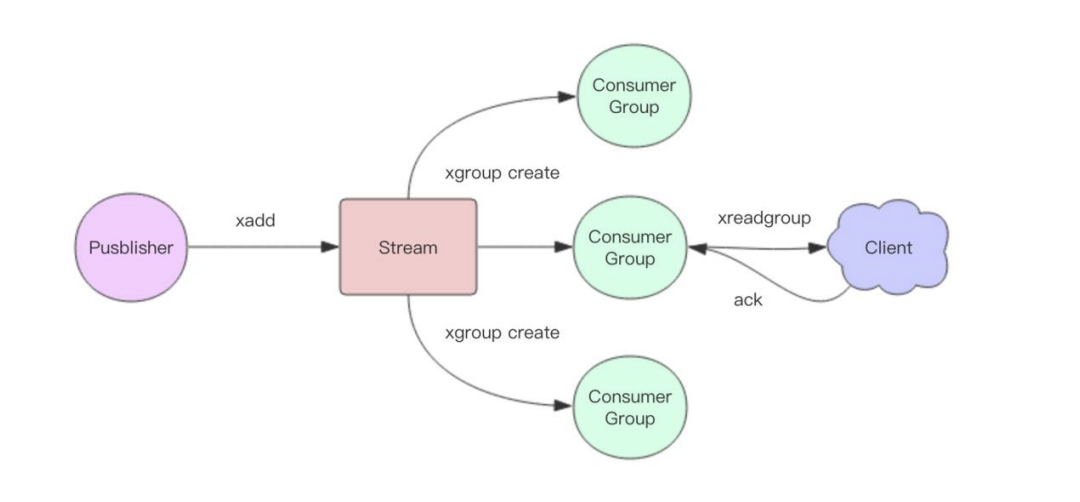 Consumer
Group
xgroup create
xadd
Pusblisher
Stream
Consumer
Group
xreadgroup
Client
ack
xgroup create
Consumer
Group